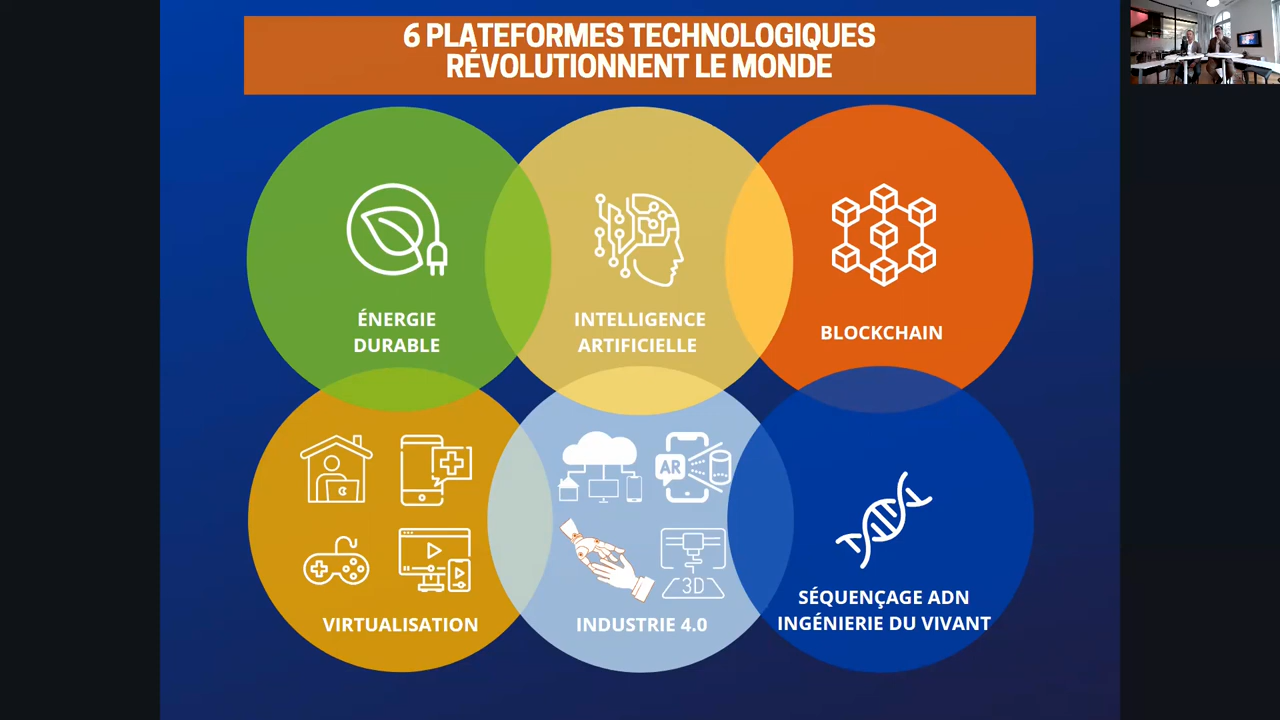 6 PLATEFORMES TECHNOLOGIQUES
RÉVOLUTIONNENT LE MONDE
ÉNERGIE
DURABLE
INTELLIGENCE
ARTIFICIELLE
BLOCKCHAIN
AR
3D
VIRTUALISATION
INDUSTRIE 4.0
SÉQUENÇAGE ADN
INGÉNIERIE DU VIVANT